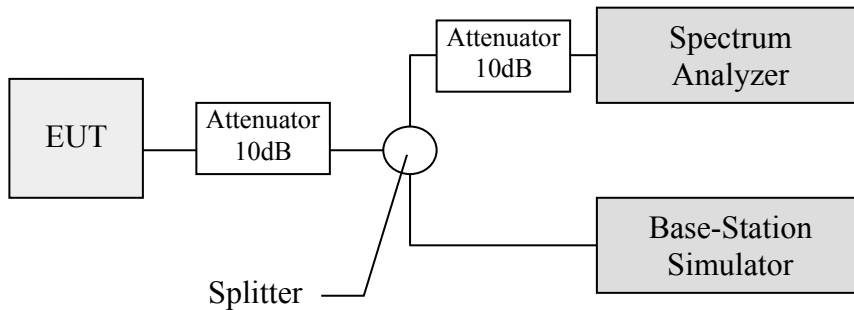 EUT
Attenuator
10dB
Attenuator
10dB
Spectrum
Analyzer
Base-Station
Simulator
Splitter